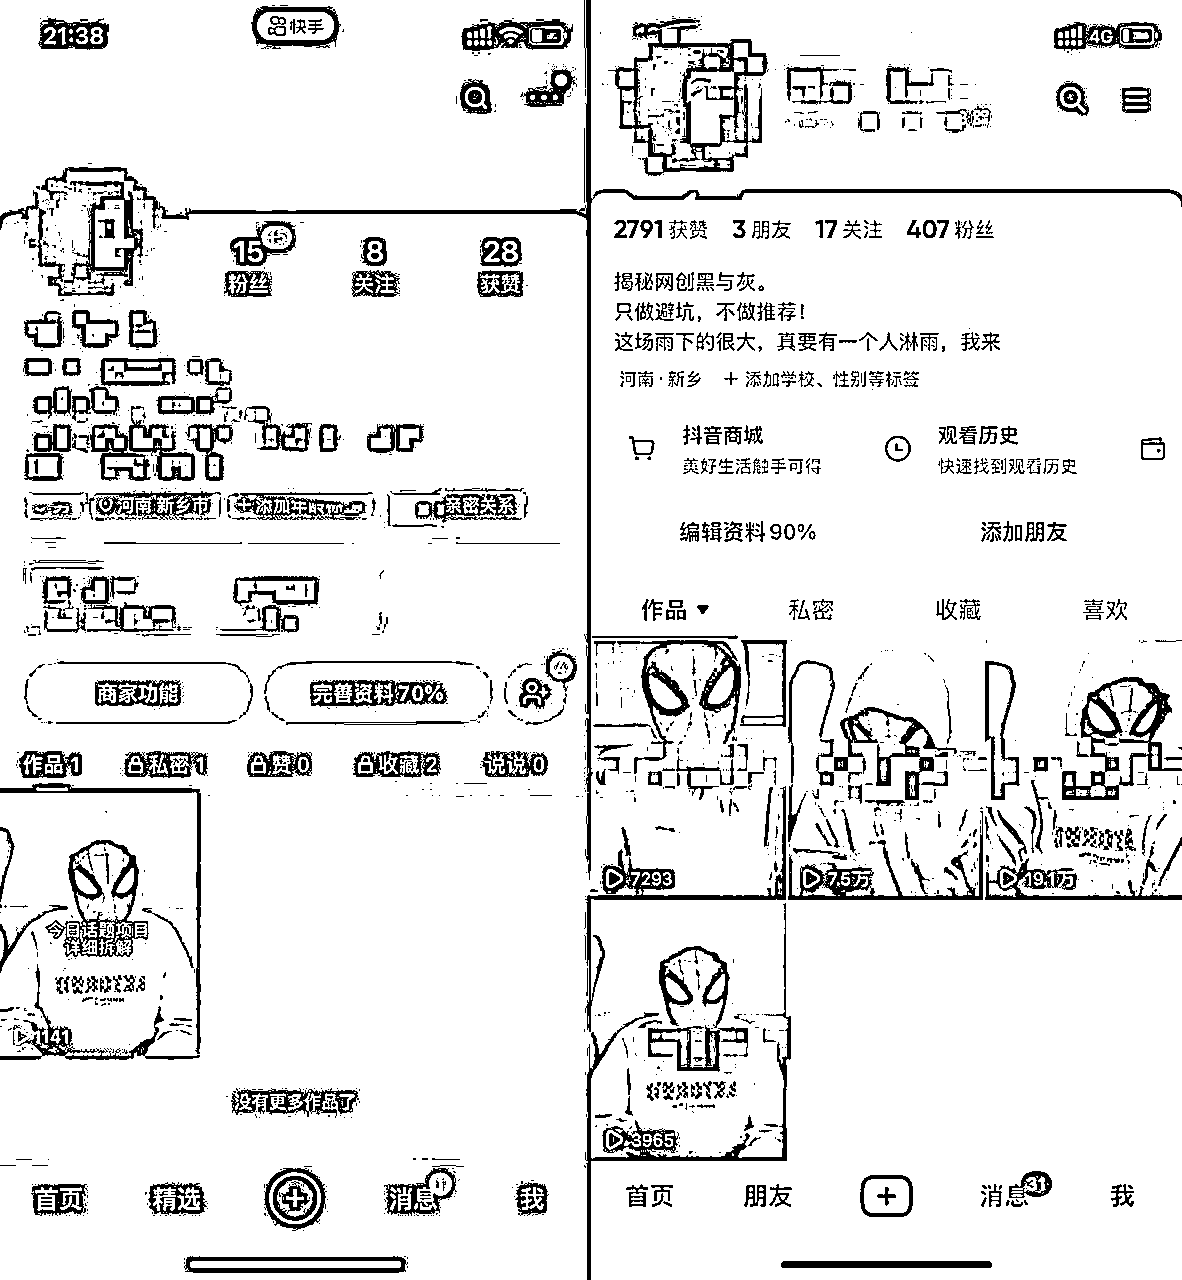 21:38
快手
15
粉丝
8
关注
28
获赞
河南 新乡市
亲密关系
商家功能
完善资料 70%
作品 1
私密 1
赞 0
收藏 2
说说 0
今日话题项目
详细拆解
1141
没有更多作品了
首页
精选
消息
我
4G
2791 获赞 3 朋友 17 关注 407 粉丝
揭秘网创黑与灰。
只做避坑，不做推荐！
这场雨下的很大，真要有一个人淋雨，我来
河南 · 新乡 + 添加学校、性别等标签
抖音商城
美好生活触手可得
观看历史
快速找到观看历史
编辑资料 90%
添加朋友
作品
私密
收藏
喜欢
7293
7.5万
19.1万
3965
首页
朋友
消息
31
我